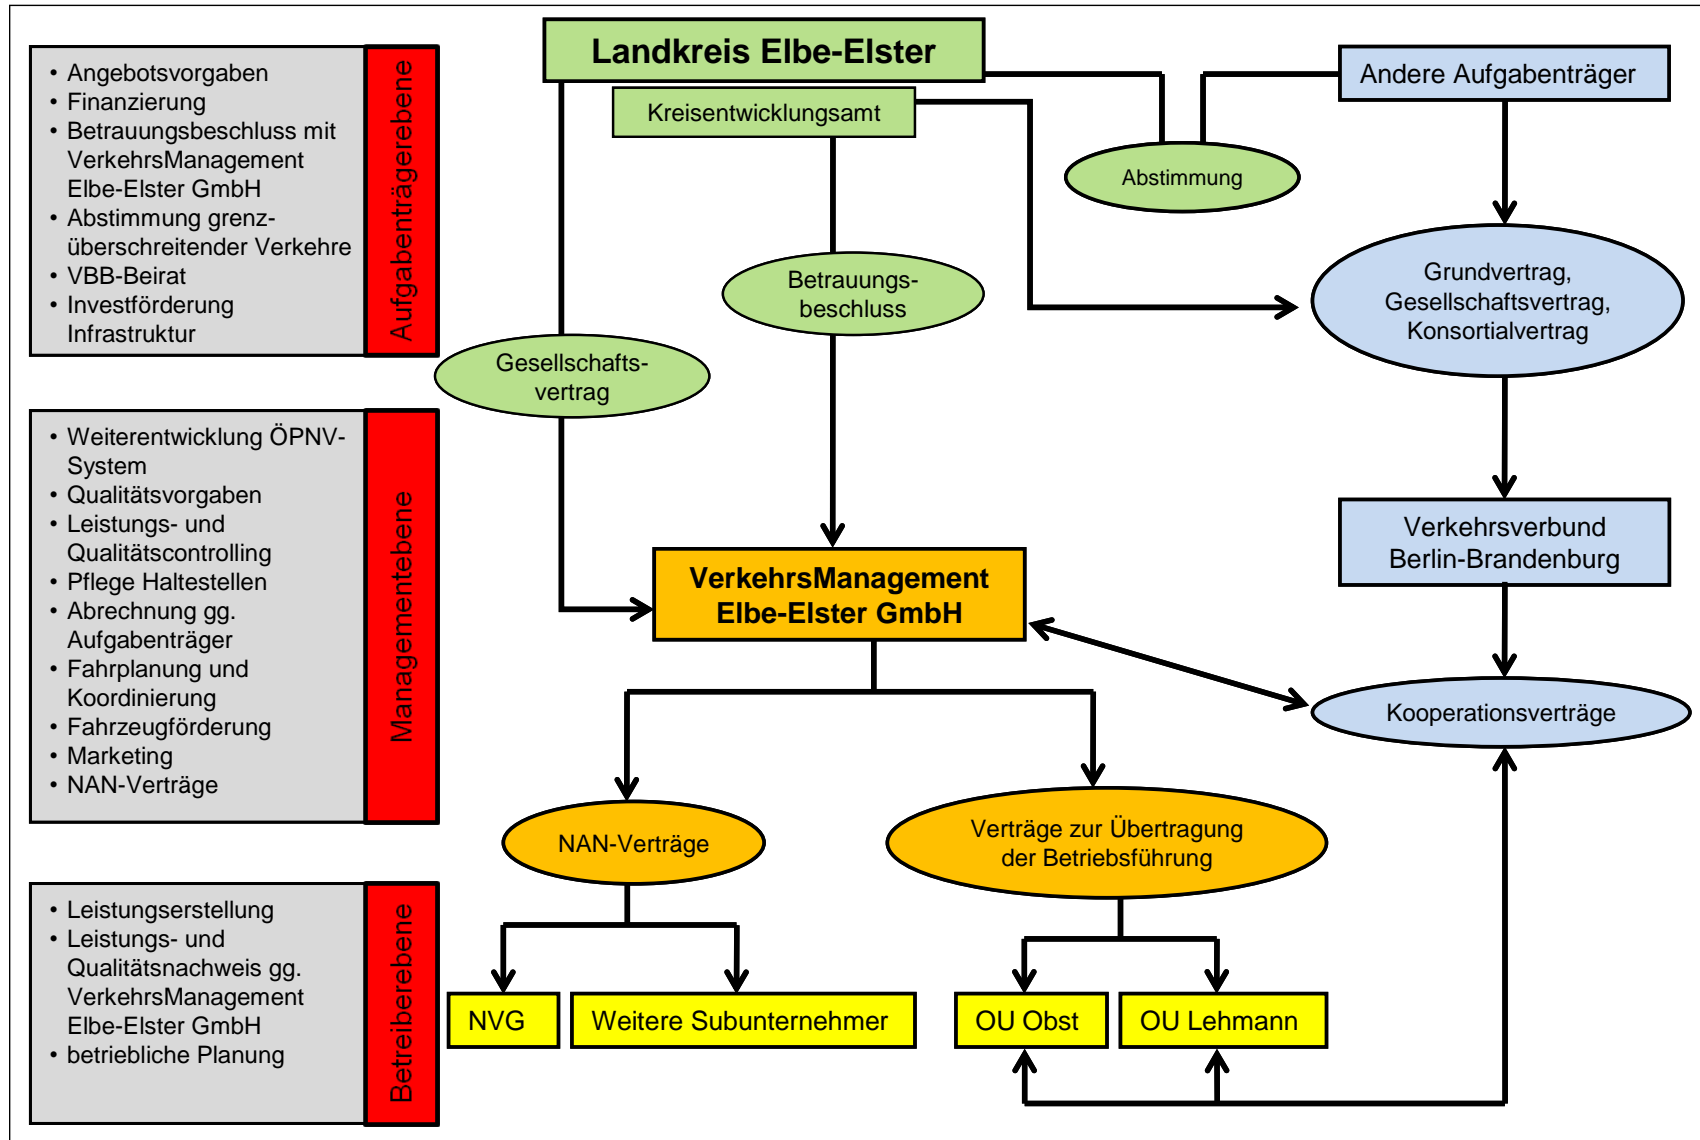 • Angebotsvorgaben
• Finanzierung
• Betrauungsbeschluss mit
VerkehrsManagement
Elbe-Elster GmbH
• Abstimmung grenz-
überschreitender Verkehre
• VBB-Beirat
• Investförderung
Infrastruktur
Aufgabenträgerebene
Landkreis Elbe-Elster
Kreisentwicklungsamt
Andere Aufgabenträger
Abstimmung
Betrauungs-
beschluss
Grundvertrag,
Gesellschaftsvertrag,
Konsortialvertrag
Gesellschafts-
vertrag
• Weiterentwicklung ÖPNV-
System
• Qualitätsvorgaben
• Leistungs- und
Qualitätscontrolling
• Pflege Haltestellen
• Abrechnung gg.
Aufgabenträger
• Fahrplanung und
Koordinierung
• Fahrzeugförderung
• Marketing
• NAN-Verträge
Managementebene
VerkehrsManagement
Elbe-Elster GmbH
Verkehrsverbund
Berlin-Brandenburg
Kooperationsverträge
NAN-Verträge
Verträge zur Übertragung
der Betriebsführung
• Leistungserstellung
• Leistungs- und
Qualitätsnachweis gg.
VerkehrsManagement
Elbe-Elster GmbH
• betriebliche Planung
Betreiberebene
NVG
Weitere Subunternehmer
OU Obst
OU Lehmann